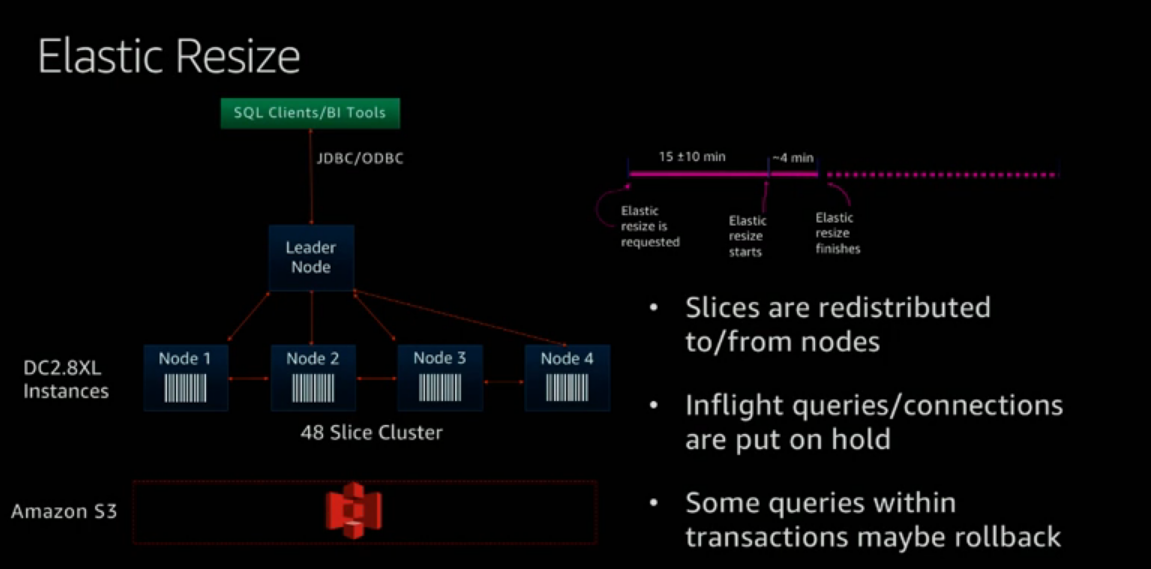 Elastic Resize
SQL Clients/BI Tools
JDBC/ODBC
Leader
Node
DC2.8XL
Instances
Node 1
Node 2
Node 3
Node 4
48 Slice Cluster
Amazon S3
15 ±10 min
~4 min
Elastic
resize is
requested
Elastic
resize
starts
Elastic
resize
finishes
• Slices are redistributed
to/from nodes
• Inflight queries/connections
are put on hold
• Some queries within
transactions maybe rollback